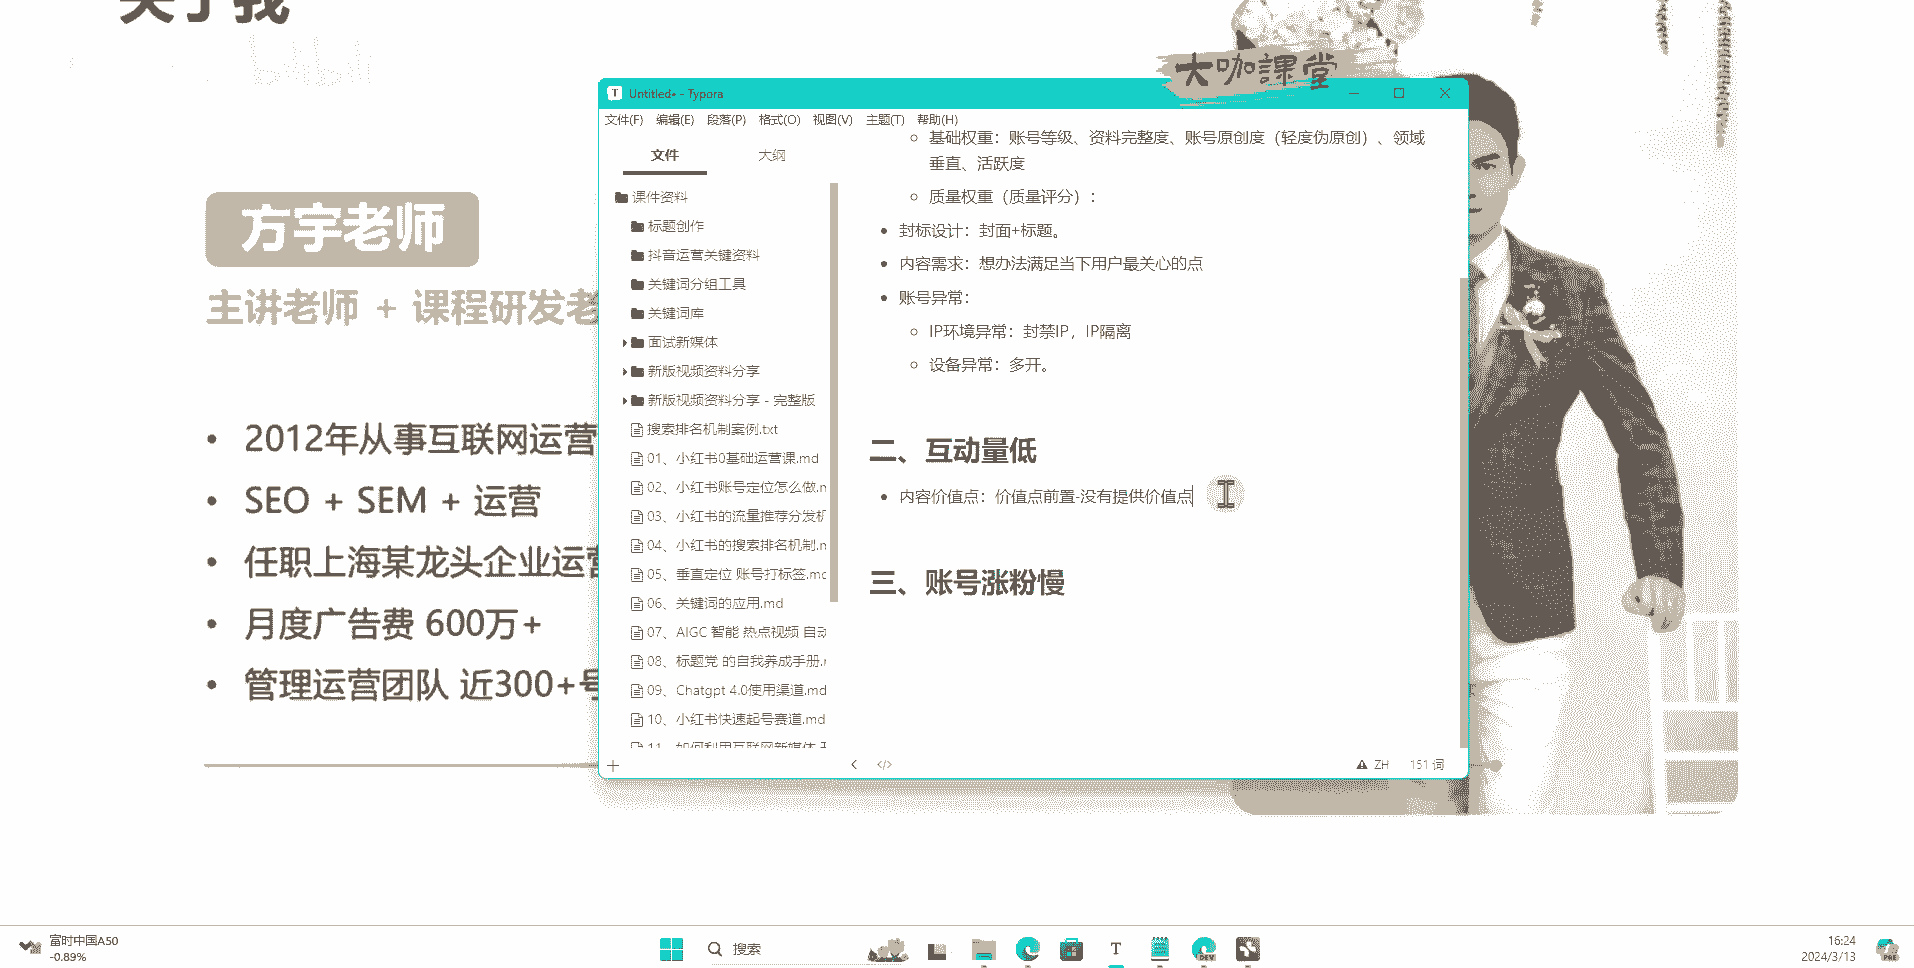 关于我
bilibili
大咖課堂
方宇老师
主讲老师 + 课程研发老
2012年从事互联网运营
SEO + SEM + 运营
任职上海某龙头企业运营
月度广告费 600万+
管理运营团队 近300+号
Untitled• - Typora
文件(F) 编辑(E) 段落(P) 格式(O) 视图(V) 主题(T) 帮助(H)
文件 大纲
课件资料
标题创作
抖音运营关键资料
关键词分组工具
关键词库
面试新媒体
新版视频资料分享
新版视频资料分享 - 完整版
搜索排名机制案例.txt
01、小红书0基础运营课.md
02、小红书账号定位怎么做.m
03、小红书的流量推荐分发机
04、小红书的搜索排名机制.m
05、垂直定位 账号打标签.md
06、关键词的应用.md
07、AIGC 智能 热点视频 自动
08、标题党 的自我养成手册.
09、Chatgpt 4.0使用渠道.md
10、小红书快速起号赛道.md
11、如何利用互联网新媒体
基础权重：账号等级、资料完整度、账号原创度（轻度伪原创）、领域
垂直、活跃度
质量权重（质量评分）：
封标设计：封面+标题。
内容需求：想办法满足当下用户最关心的点
账号异常：
IP环境异常：封禁IP，IP隔离
设备异常：多开。
二、互动量低
内容价值点：价值点前置-没有提供价值点
三、账号涨粉慢
ZH 151 词
富时中国A50
-0.89%
搜索
T
DEV
16:24
2024/3/13
PRE